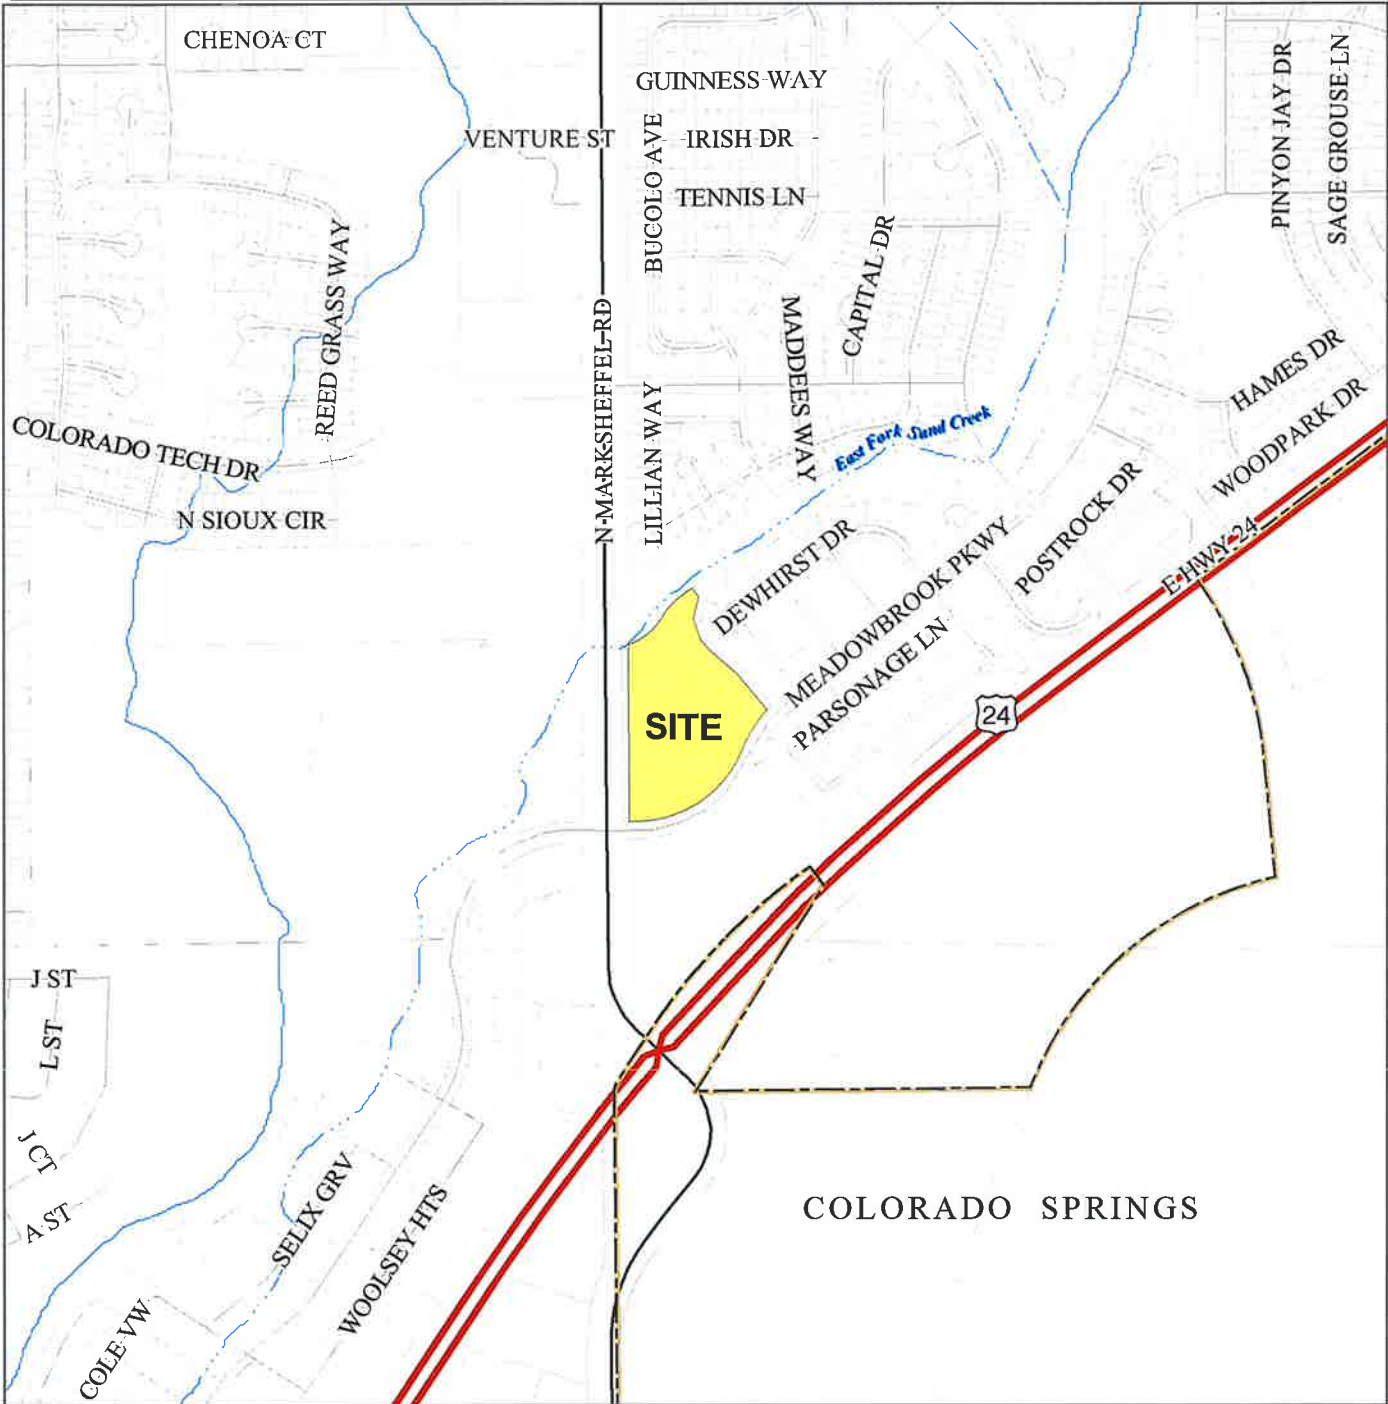 CHENOA CT
GUINNESS WAY
VENTURE ST
BUCOLO AVE
IRISH DR
TENNIS LN
PINYON JAY DR
SAGE GROUSE LN
REED GRASS WAY
CAPITAL DR
MADDEES WAY
N MARKSHEFFEL RD
LILLIAN WAY
HAMES DR
WOODPARK DR
East Fork Sand Creek
COLORADO TECH DR
N SIOUX CIR
DEWHIRST DR
MEADOWBROOK PKWY
POSTROCK DR
E HWY 24
PARSONAGE LN
24
SITE
J ST
L ST
J CT
A ST
SELIX GRV
WOOLSEY HTS
COLE VW
COLORADO SPRINGS